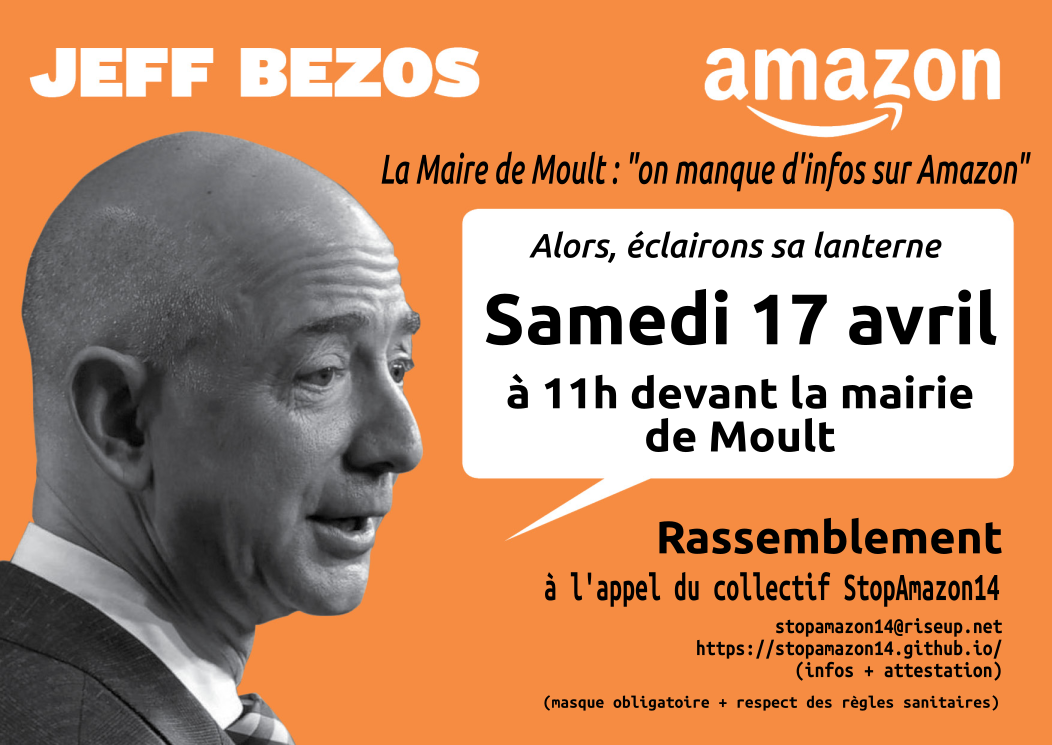 JEFF BEZOS
amazon
La Maire de Moult : "on manque d'infos sur Amazon"
Alors, éclairons sa lanterne
Samedi 17 avril
à 11h devant la mairie
de Moult
Rassemblement
à l'appel du collectif StopAmazon14
stopamazon14@riseup.net
https://stopamazon14.github.io/
(infos + attestation)
(masque obligatoire + respect des règles sanitaires)